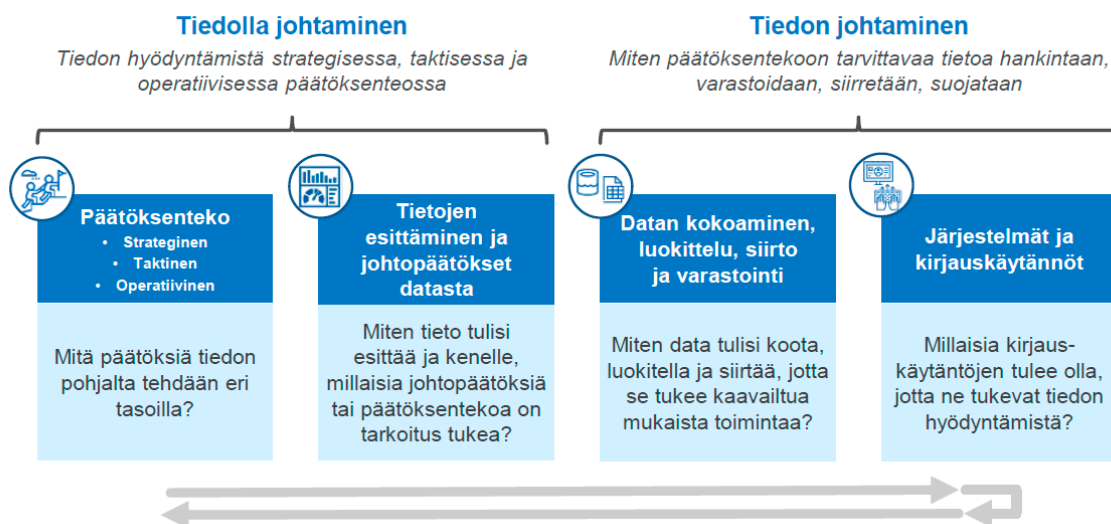 Tiedolla johtaminen
Tiedon hyödyntämistä strategisessa, taktisessa ja
operatiivisessa päätöksenteossa
Tiedon johtaminen
Miten päätöksentekoon tarvittavaa tietoa hankintaan,
varastoidaan, siirretään, suojataan
Päätöksenteko
• Strateginen
• Taktinen
• Operatiivinen
Mitä päätöksiä tiedon
pohjalta tehdään eri
tasoilla?
Tietojen
esittäminen ja
johtopäätökset
datasta
Miten tieto tulisi
esittää ja kenelle,
millaisia johtopäätöksiä
tai päätöksentekoa on
tarkoitus tukea?
Datan kokoaminen,
luokittelu, siirto
ja varastointi
Miten data tulisi koota,
luokitella ja siirtää, jotta
se tukee kaavailtua
mukaista toimintaa?
Järjestelmät ja
kirjauskäytännöt
Millaisia kirjaus-
käytäntöjen tulee olla,
jotta ne tukevat tiedon
hyödyntämistä?